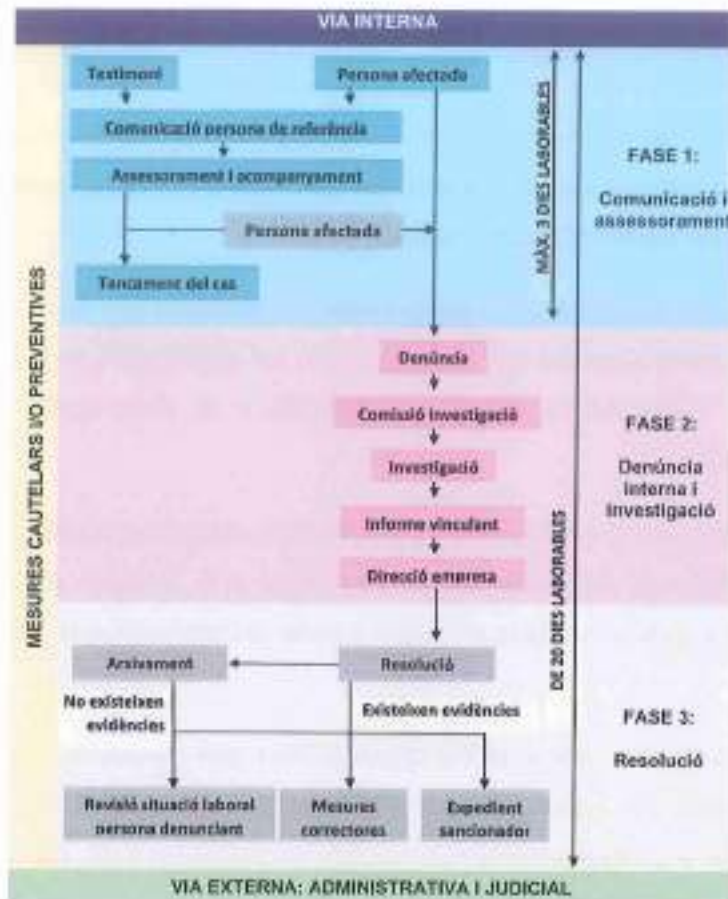 VIA INTERNA
Testimoni
Persona afectada
Comunicació persona de referència
Assessorament i acompanyament
Persona afectada
Tancament del cas
MÀX. 3 DIES LABORABLES
FASE 1:
Comunicació i
assessorament
MESURES CAUTELARS I/O PREVENTIVES
Denúncia
Comissió investigació
Investigació
Informe vinculant
Direcció empresa
DE 20 DIES LABORABLES
FASE 2:
Denúncia
interna i
investigació
Arxivament
Resolució
No existeixen
evidències
Existeixen evidències
FASE 3:
Resolució
Revisió situació laboral
persona denunciant
Mesures
correctores
Expedient
sancionador
VIA EXTERNA: ADMINISTRATIVA I JUDICIAL